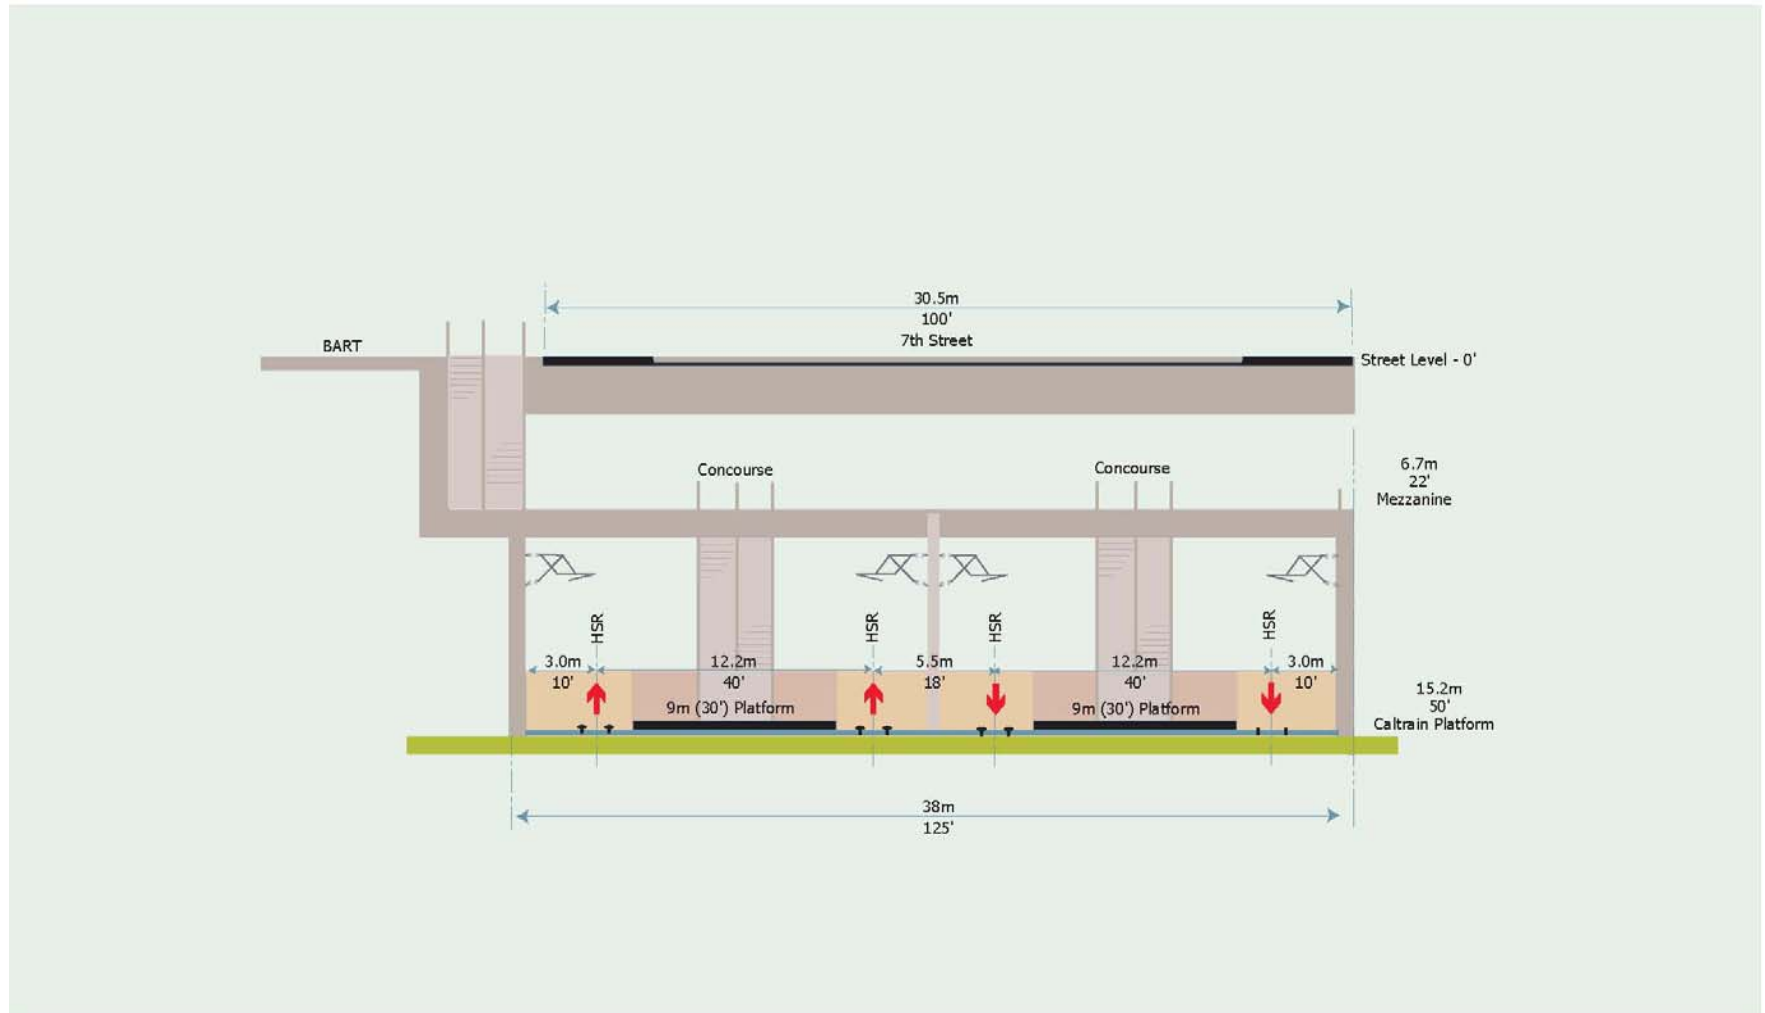 30.5m
100'
7th Street
BART
Street Level - 0'
Concourse
Concourse
6.7m
22'
Mezzanine
HSR
HSR
HSR
HSR
3.0m
10'
12.2m
40'
5.5m
18'
12.2m
40'
3.0m
10'
9m (30') Platform
9m (30') Platform
15.2m
50'
Caltrain Platform
38m
125'